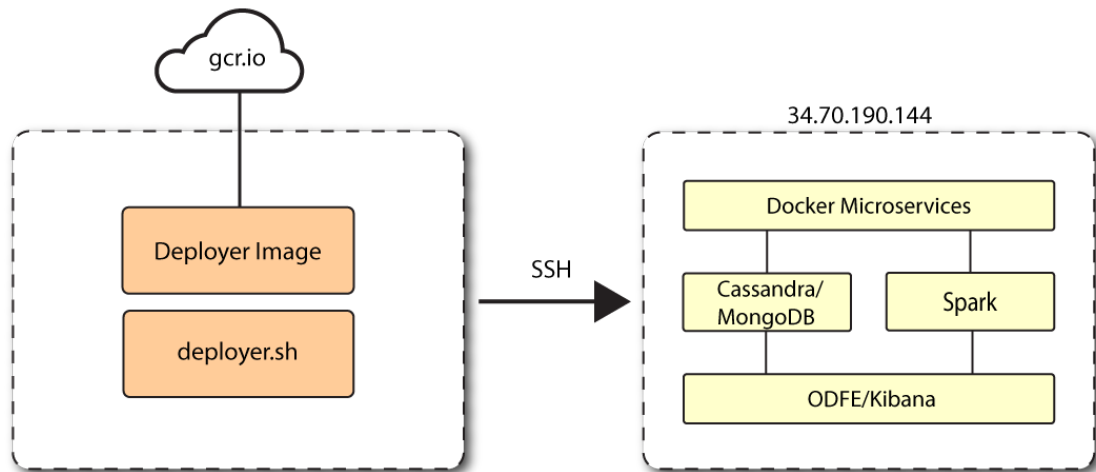 gcr.io
34.70.190.144
Deployer Image
deployer.sh
SSH
Docker Microservices
Cassandra/
MongoDB
Spark
ODFE/Kibana